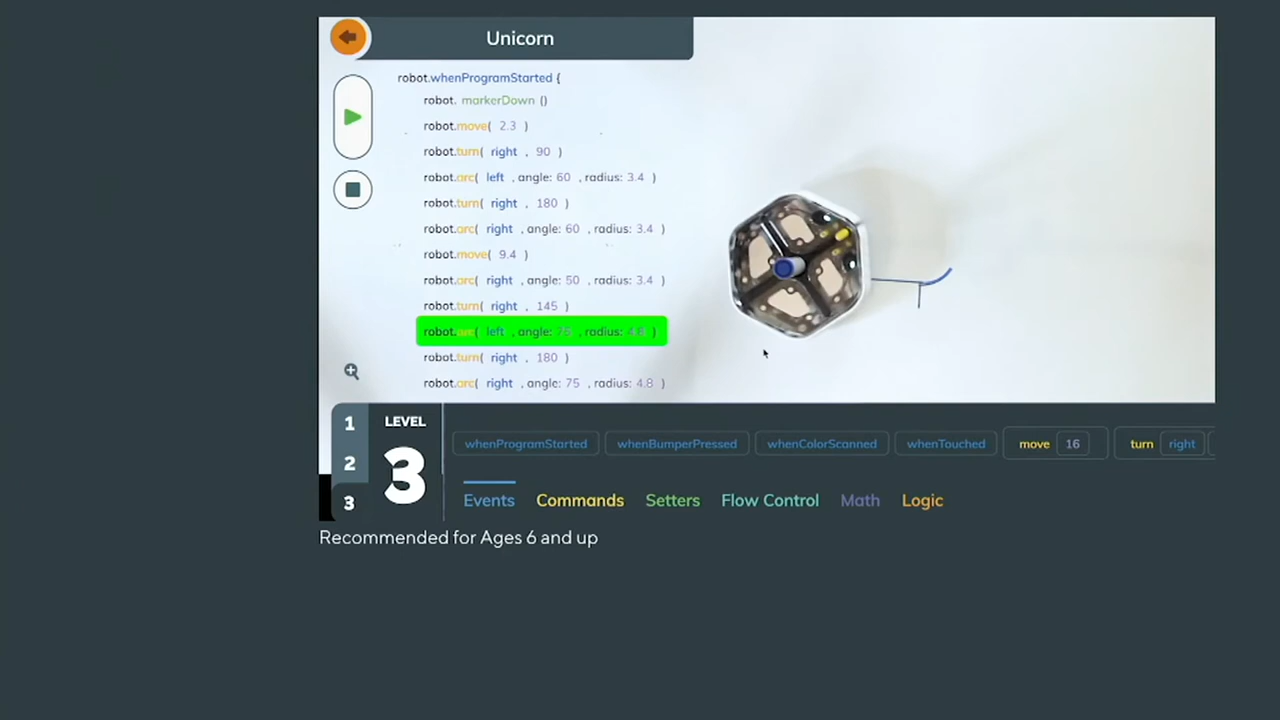 Unicorn
robot.whenProgramStarted {
robot. markerDown ()
robot.move( 2.3 )
robot.turn( right , 90 )
robot.arc( left , angle: 60 , radius: 3.4 )
robot.turn( right , 180 )
robot.arc( right , angle: 60 , radius: 3.4 )
robot.move( 9.4 )
robot.arc( right , angle: 50 , radius: 3.4 )
robot.turn( right , 145 )
robot.arc( left , angle: 75 , radius: 4.8 )
robot.turn( right , 180 )
robot.arc( right , angle: 75 , radius: 4.8 )
1
2
3
LEVEL
3
whenProgramStarted whenBumperPressed whenColorScanned whenTouched move 16 turn right
Events Commands Setters Flow Control Math Logic
Recommended for Ages 6 and up